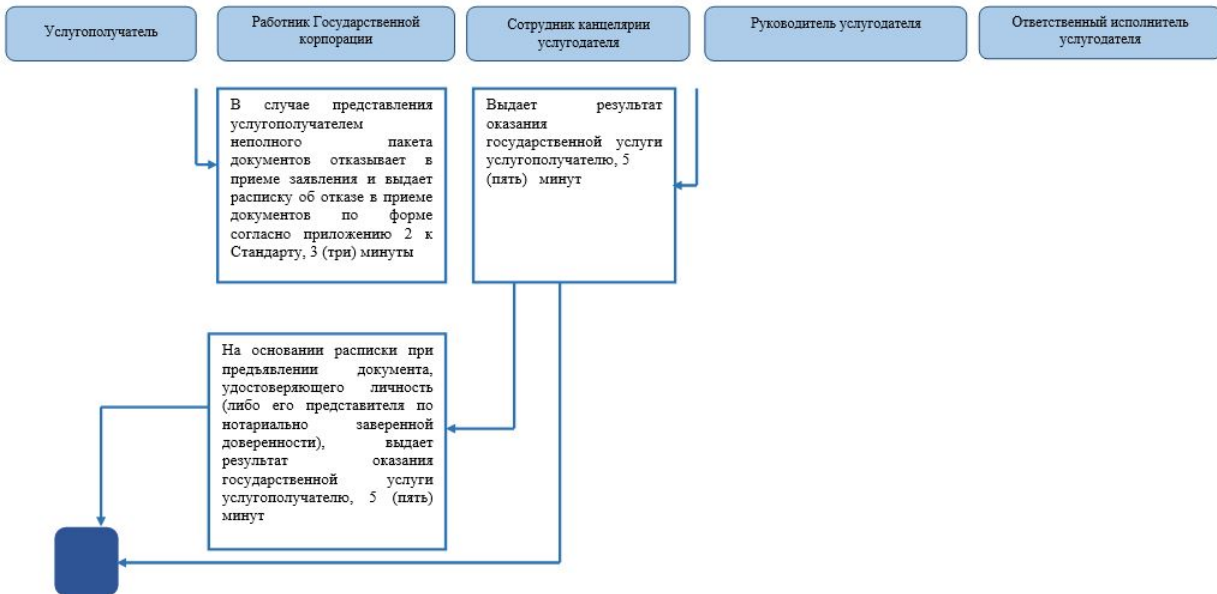 Услугополучатель
Работник Государственной
корпорации
Сотрудник канцелярии
услугодателя
Руководитель услугодателя
Ответственный исполнитель
услугодателя
В случае представления
услугополучателем
неполного пакета
документов отказывает в
приеме заявления и выдает
расписку об отказе в приеме
документов по форме
согласно приложению 2 к
Стандарту, 3 (три) минуты
Выдает результат
оказания
государственной услуги
услугополучателю, 5
(пять) минут
На основании расписки при
предъявлении документа,
удостоверяющего личность
(либо его представителя по
нотариально заверенной
доверенности), выдает
результат оказания
государственной услуги
услугополучателю, 5 (пять)
минут